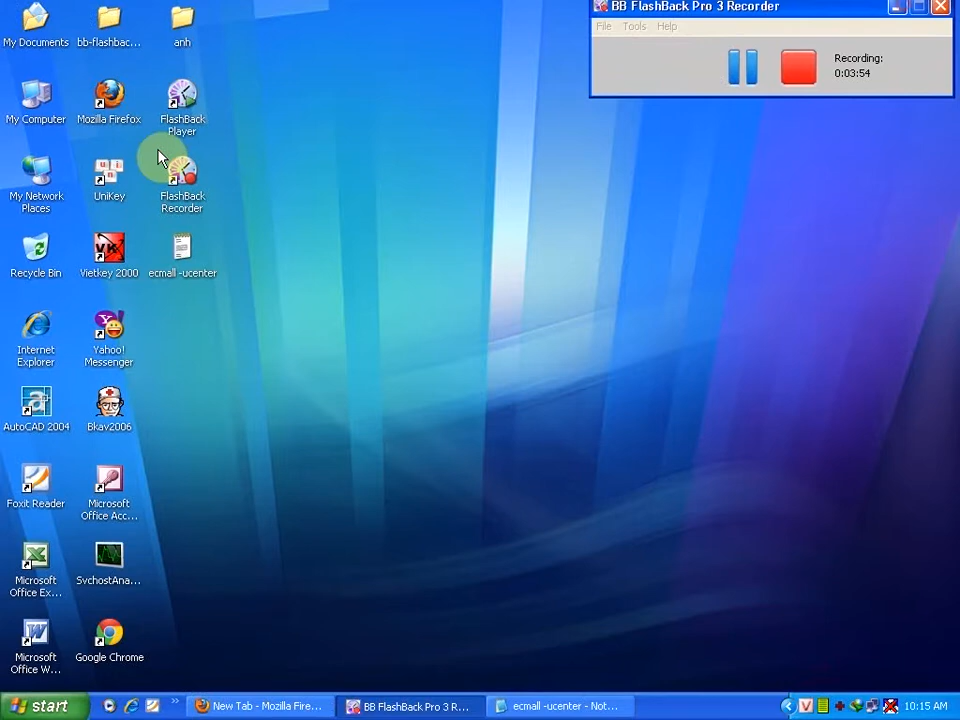 BB FlashBack Pro 3 Recorder
File Tools Help
Recording:
0:03:54
My Documents
bb-flashbac...
anh
My Computer
Mozilla Firefox
FlashBack
Player
My Network
Places
UniKey
FlashBack
Recorder
Recycle Bin
Vietkey 2000
ecmall -ucenter
Internet
Explorer
Yahoo!
Messenger
AutoCAD 2004
Bkav2006
Foxit Reader
Microsoft
Office Acc...
Microsoft
Office Ex...
SvchostAna...
Microsoft
Office W...
Google Chrome
start
New Tab - Mozilla Fire...
BB FlashBack Pro 3 R...
ecmall -ucenter - Not...
10:15 AM